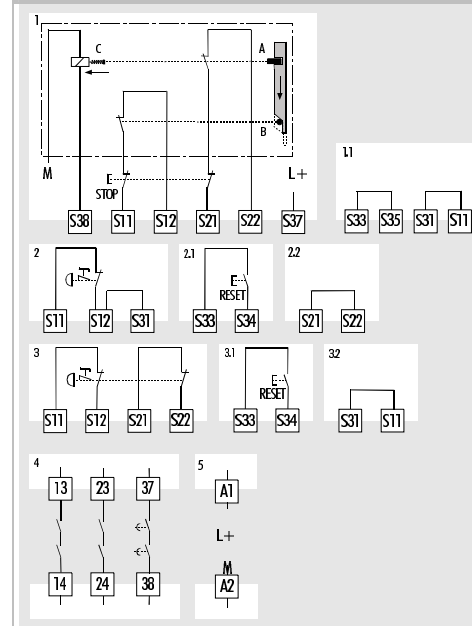 1
C A
B
M E STOP L+
S38 S11 S12 S21 S22 S37
1.1
S33 S35 S31 S11
2 2.1 2.2
E RESET
S11 S12 S31 S33 S34 S21 S22
3 3.1 3.2
E RESET
S11 S12 S21 S22 S33 S34 S31 S11
4 5
13 23 37 A1
L+
M
14 24 38 A2